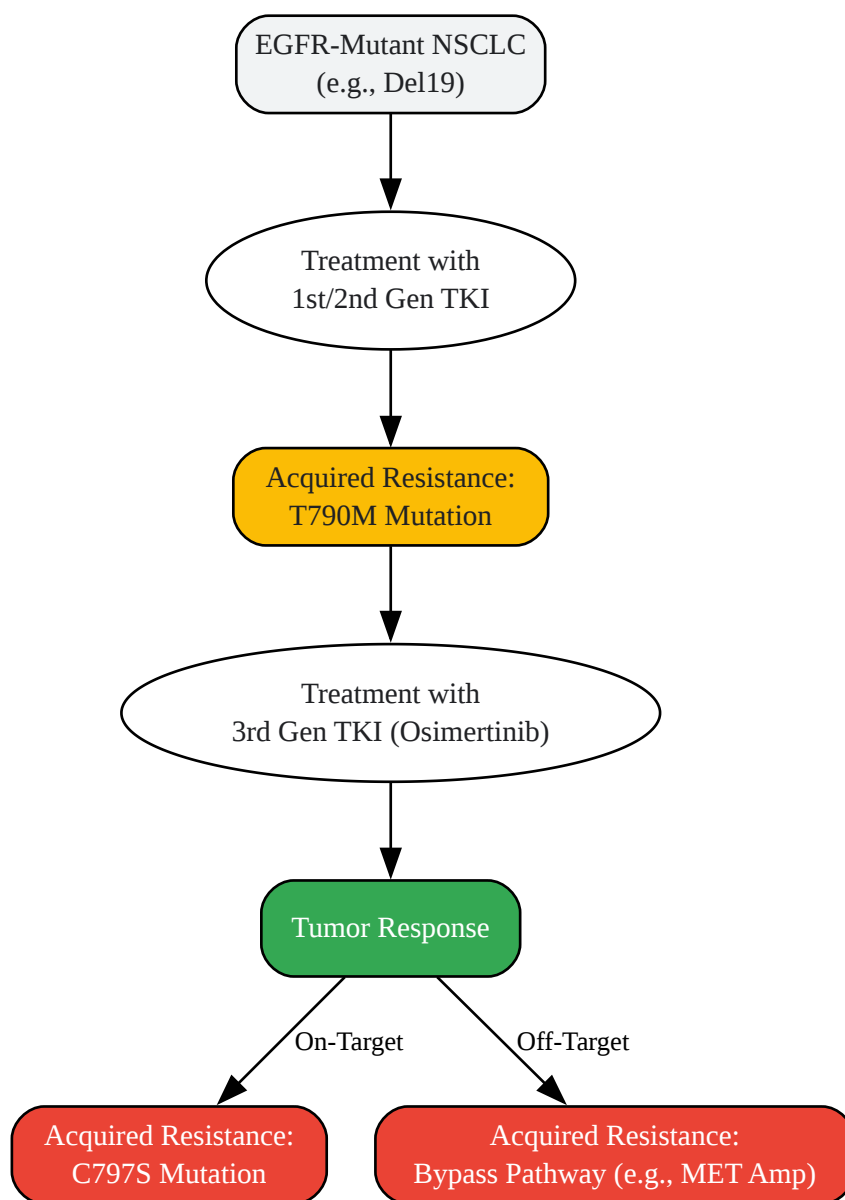 EGFR-Mutant NSCLC
(e.g., Del19)
Treatment with
1st/2nd Gen TKI
Acquired Resistance:
T790M Mutation
Treatment with
3rd Gen TKI (Osimertinib)
Tumor Response
On-Target
Off-Target
Acquired Resistance:
C797S Mutation
Acquired Resistance:
Bypass Pathway (e.g., MET Amp)